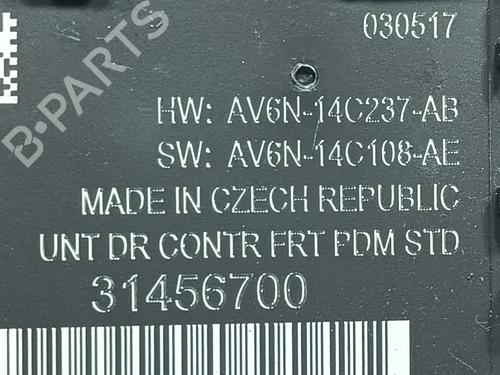 030517
B-PARTS
HW: AV6N-14C237-AB
SW: AV6N-14C108-AE
MADE IN CZECH REPUBLIC
UNT DR CONTR FRT PDM STD
31456700